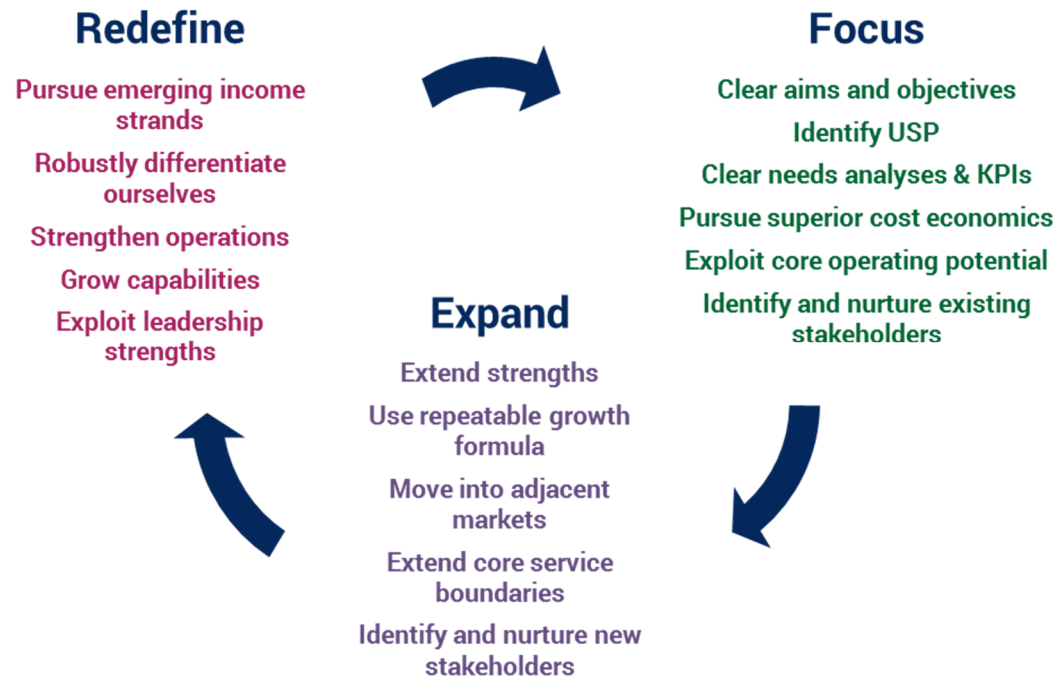 Redefine
Pursue emerging income
strands
Robustly differentiate
ourselves
Strengthen operations
Grow capabilities
Exploit leadership
strengths
Focus
Clear aims and objectives
Identify USP
Clear needs analyses & KPIs
Pursue superior cost economics
Exploit core operating potential
Identify and nurture existing
stakeholders
Expand
Extend strengths
Use repeatable growth
formula
Move into adjacent
markets
Extend core service
boundaries
Identify and nurture new
stakeholders